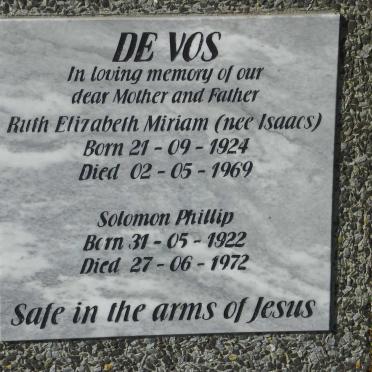 DE VOS
In loving memory of our
dear Mother and Father
Ruth Elizabeth Miriam (nee Isaacs)
Born 21 - 09 - 1924
Died 02 - 05 - 1969
Solomon Phillip
Born 31 - 05 - 1922
Died 27 - 06 - 1972
Safe in the arms of Jesus